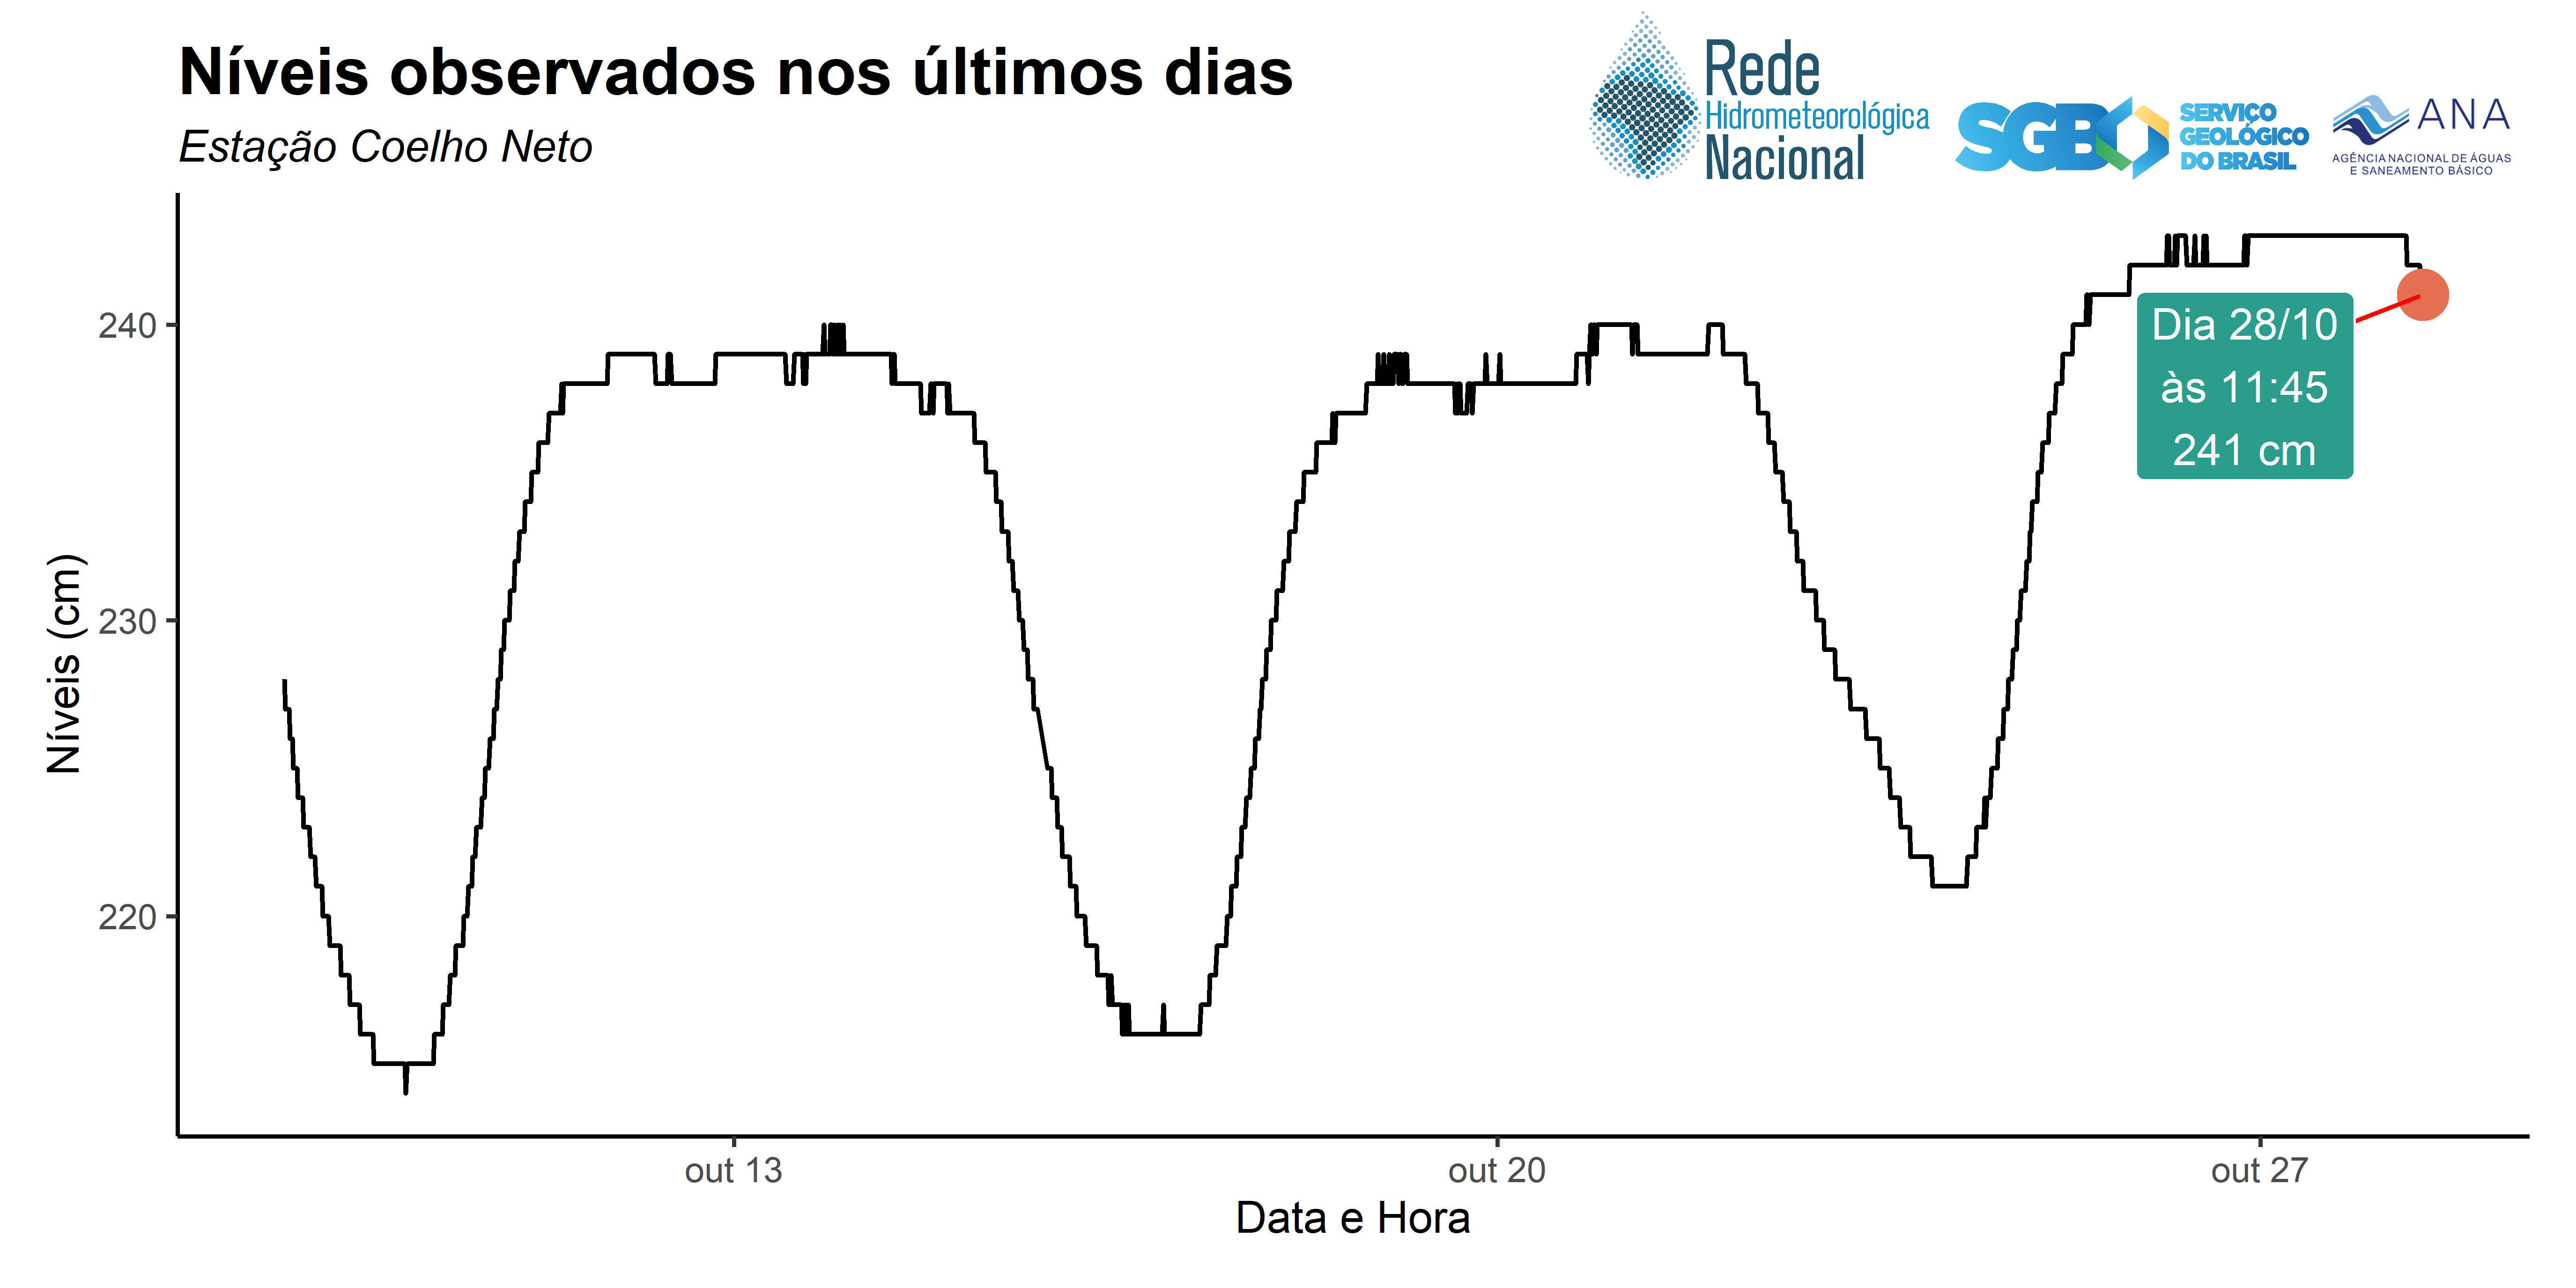 Níveis observados nos últimos dias
Estação Coelho Neto
Rede
Hidrometeorológica
Nacional
SGB
SERVIÇO
GEOLÓGICO
DO BRASIL
ANA
AGÊNCIA NACIONAL DE ÁGUAS
E SANEAMENTO BÁSICO
240
230
220
Níveis (cm)
Dia 28/10
às 11:45
241 cm
out 13
out 20
out 27
Data e Hora